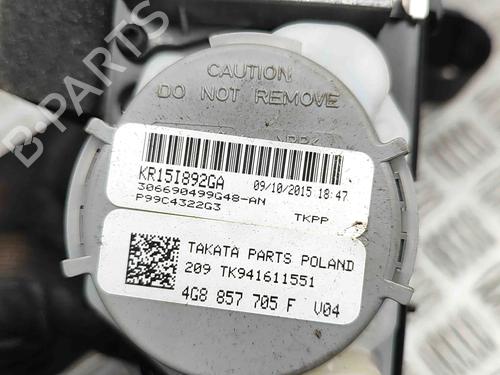 B-PARTS
CAUTION
DO NOT REMOVE
KR15I892GA
09/10/2015 18:47
306690499G48-AN
P99C4322G3
TKPP
TAKATA PARTS POLAND
209 TK941611551
4G8 857 705 F V04